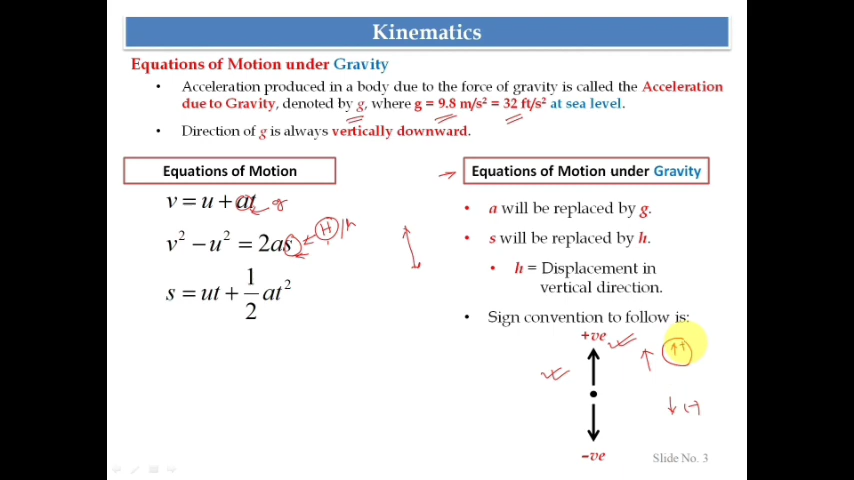 Kinematics
Equations of Motion under Gravity
• Acceleration produced in a body due to the force of gravity is called the Acceleration
due to Gravity, denoted by g, where g = 9.8 m/s² = 32 ft/s² at sea level.
• Direction of g is always vertically downward.
Equations of Motion
v = u + at
g
v² − u² = 2as
H/h
s = ut + 1/2 at²
Equations of Motion under Gravity
• a will be replaced by g.
• s will be replaced by h.
• h = Displacement in
vertical direction.
• Sign convention to follow is:
+ve
↑+
↓(−)
−ve
Slide No. 3